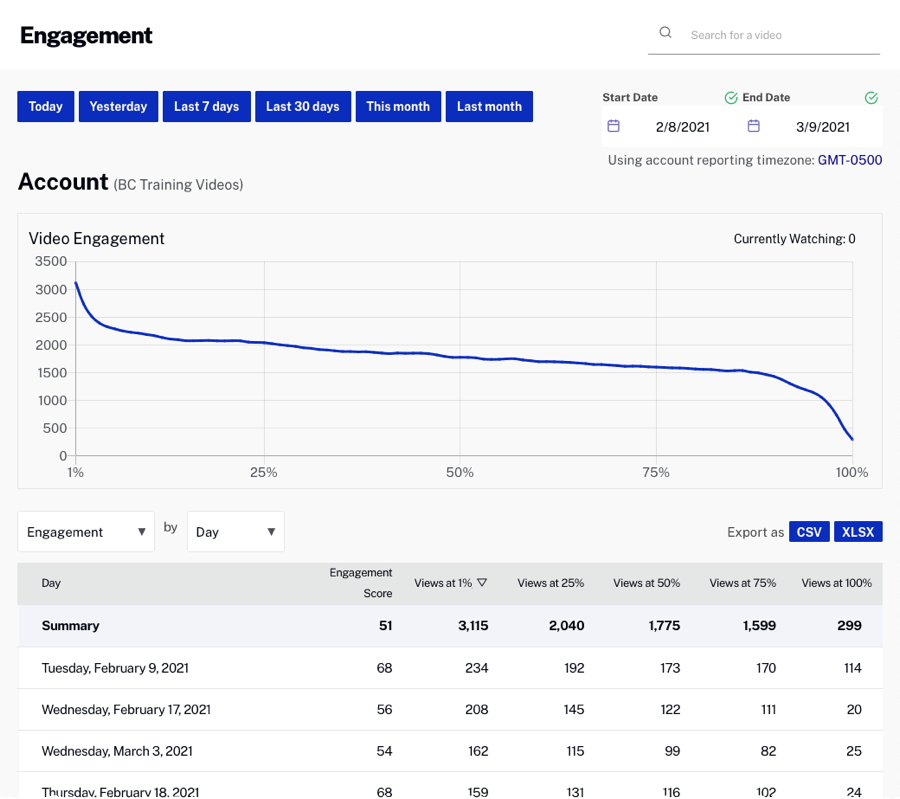 Engagement
Search for a video
Today Yesterday Last 7 days Last 30 days This month Last month
Start Date End Date
2/8/2021 3/9/2021
Using account reporting timezone: GMT-0500
Account (BC Training Videos)
Video Engagement Currently Watching: 0
3500
3000
2500
2000
1500
1000
500
0
1% 25% 50% 75% 100%
Engagement ▼ by Day ▼ Export as CSV XLSX
Day Engagement Score Views at 1% ▽ Views at 25% Views at 50% Views at 75% Views at 100%
Summary 51 3,115 2,040 1,775 1,599 299
Tuesday, February 9, 2021 68 234 192 173 170 114
Wednesday, February 17, 2021 56 208 145 122 111 20
Wednesday, March 3, 2021 54 162 115 99 82 25
Thursday, February 18, 2021 68 159 131 116 102 24